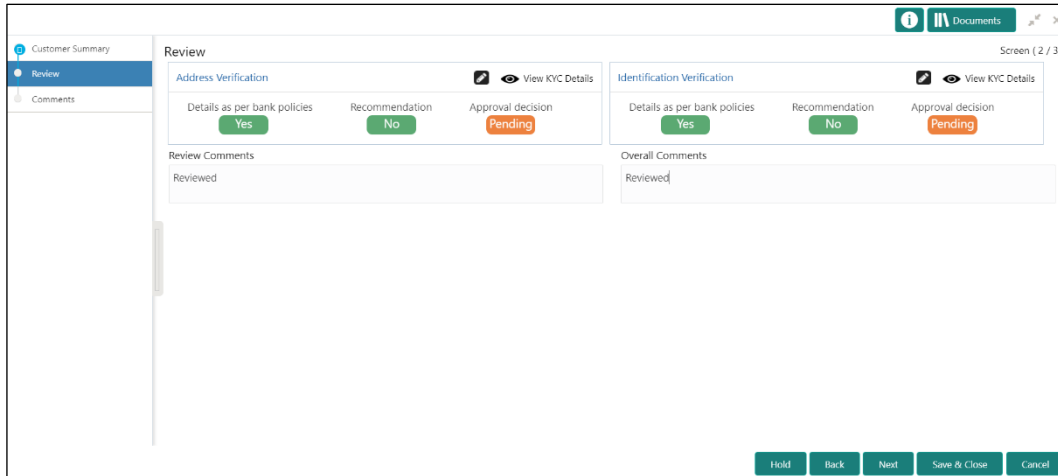 Documents
Customer Summary
Review
Comments
Review
Screen ( 2 / 3
Address Verification
View KYC Details
Details as per bank policies
Recommendation
Approval decision
Yes
No
Pending
Identification Verification
View KYC Details
Details as per bank policies
Recommendation
Approval decision
Yes
No
Pending
Review Comments
Reviewed
Overall Comments
Reviewed
Hold
Back
Next
Save & Close
Cancel